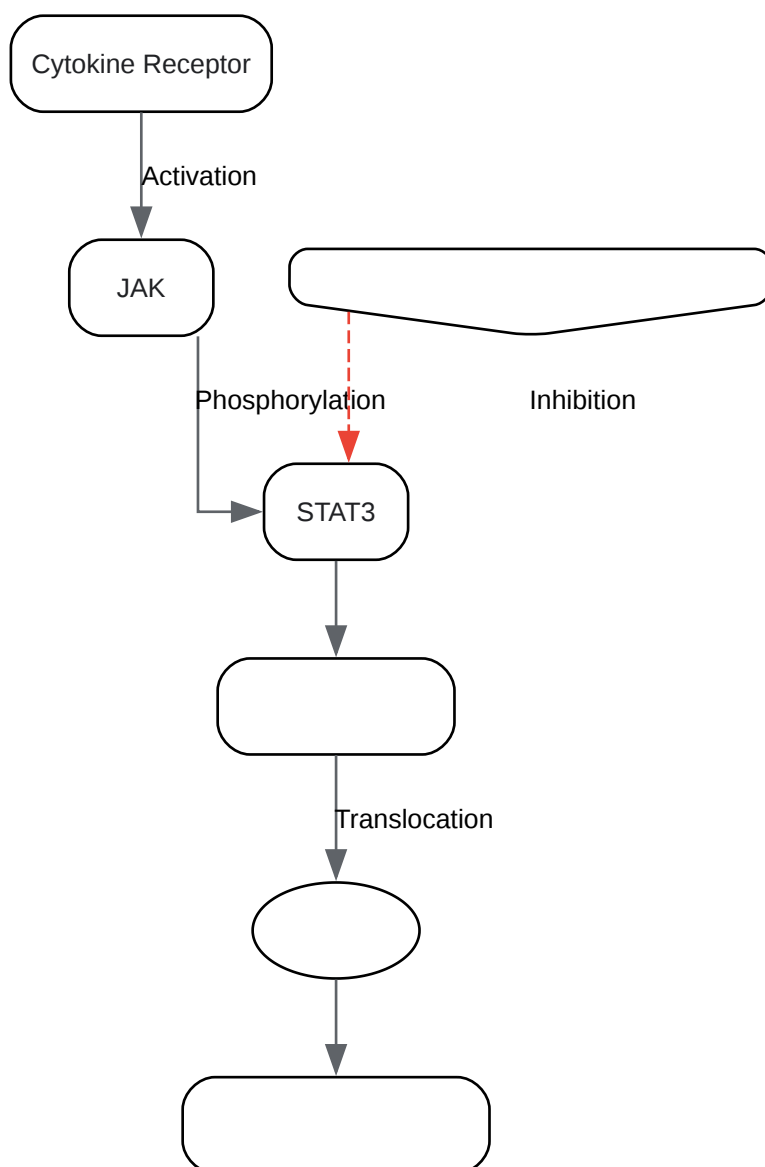 Cytokine Receptor
Activation
JAK
Phosphorylation
Inhibition
STAT3
Translocation